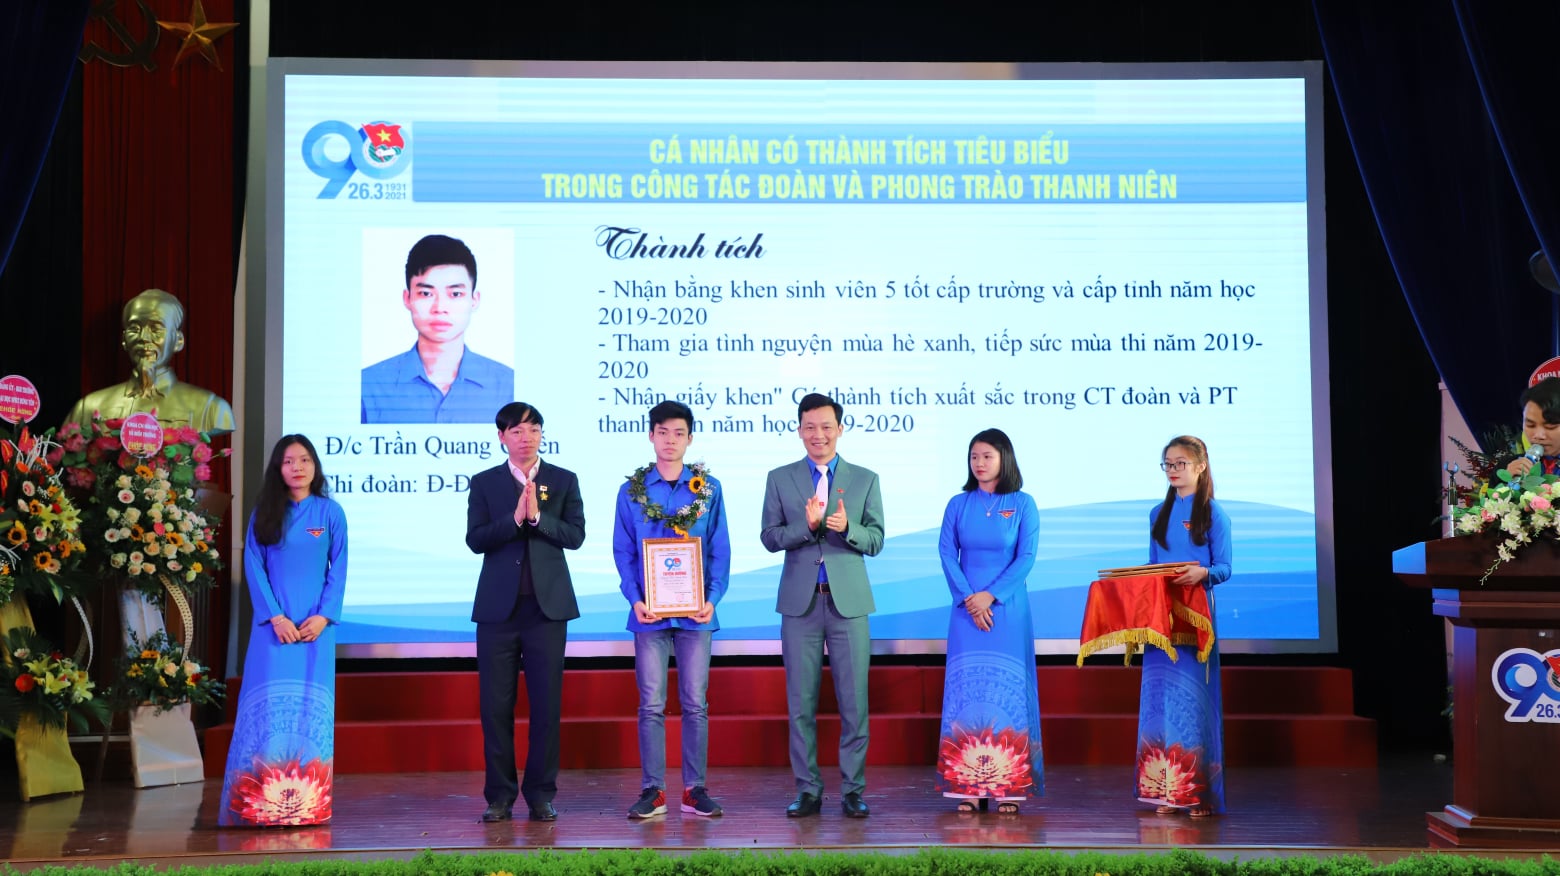 90
26.3 1931
2021
CÁ NHÂN CÓ THÀNH TÍCH TIÊU BIỂU
TRONG CÔNG TÁC ĐOÀN VÀ PHONG TRÀO THANH NIÊN
Thành tích
- Nhận bằng khen sinh viên 5 tốt cấp trường và cấp tỉnh năm học
2019-2020
- Tham gia tình nguyện mùa hè xanh, tiếp sức mùa thi năm 2019-
2020
- Nhận giấy khen" Có thành tích xuất sắc trong CT đoàn và PT
thanh năm học 2019-2020
Đ/c Trần Quang
Chi đoàn: Đ-Đ
90
TUYÊN DƯƠNG
KHOA
90
26.3